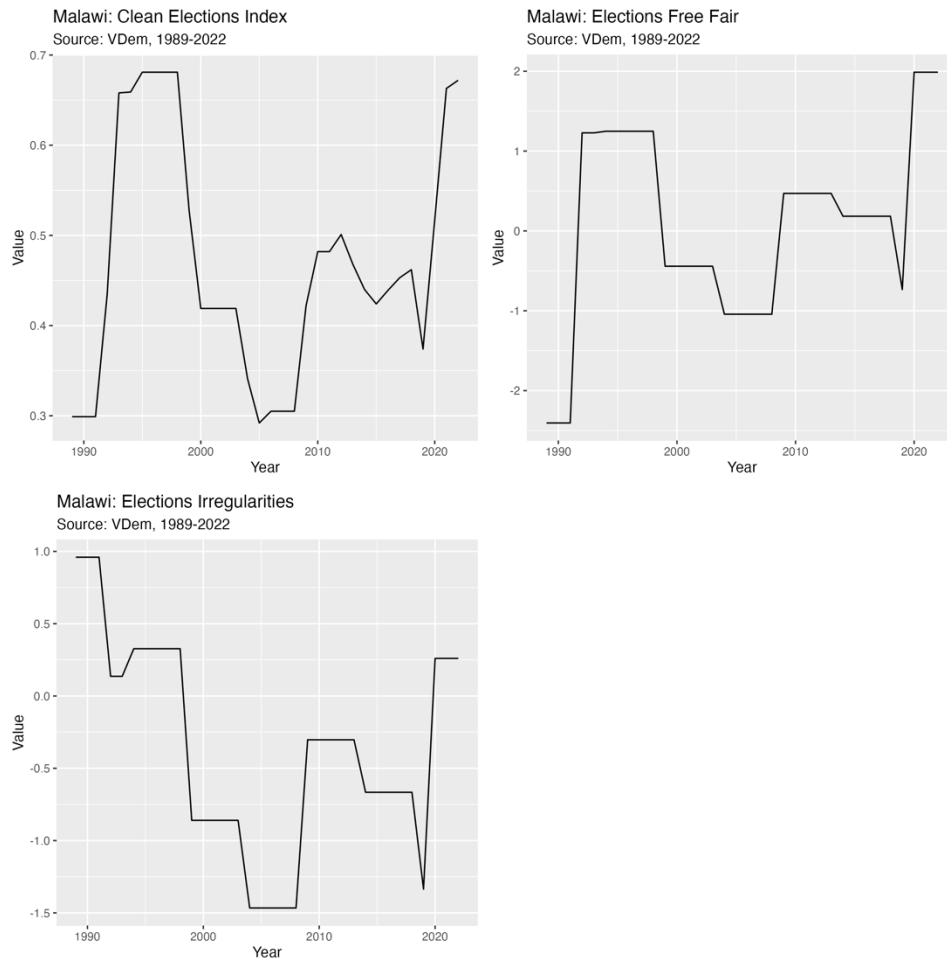 Malawi: Clean Elections Index
Source: VDem, 1989-2022
0.7
0.6
0.5
0.4
0.3
Value
1990 2000 2010 2020
Year
Malawi: Elections Free Fair
Source: VDem, 1989-2022
2
1
0
-1
-2
Value
1990 2000 2010 2020
Year
Malawi: Elections Irregularities
Source: VDem, 1989-2022
1.0
0.5
0.0
-0.5
-1.0
-1.5
Value
1990 2000 2010 2020
Year